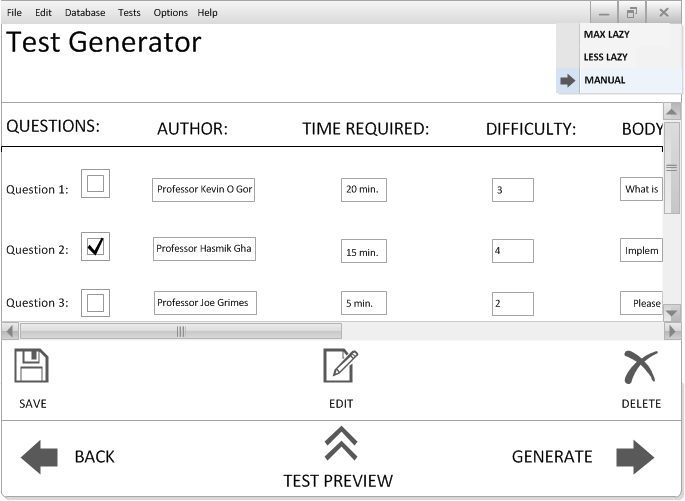 File Edit Database Tests Options Help
Test Generator
MAX LAZY
LESS LAZY
MANUAL
QUESTIONS: AUTHOR: TIME REQUIRED: DIFFICULTY: BODY
Question 1: Professor Kevin O Gor 20 min. 3 What is
Question 2: Professor Hasmik Gha 15 min. 4 Implem
Question 3: Professor Joe Grimes 5 min. 2 Please
SAVE EDIT DELETE
BACK TEST PREVIEW GENERATE